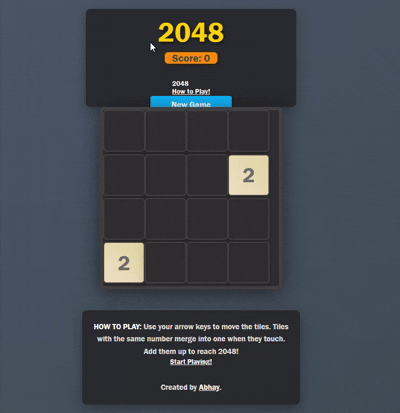 2048
Score: 0
2048
How to Play!
New Game
2
2
HOW TO PLAY: Use your arrow keys to move the tiles. Tiles
with the same number merge into one when they touch.
Add them up to reach 2048!
Start Playing!
Created by Abhay.